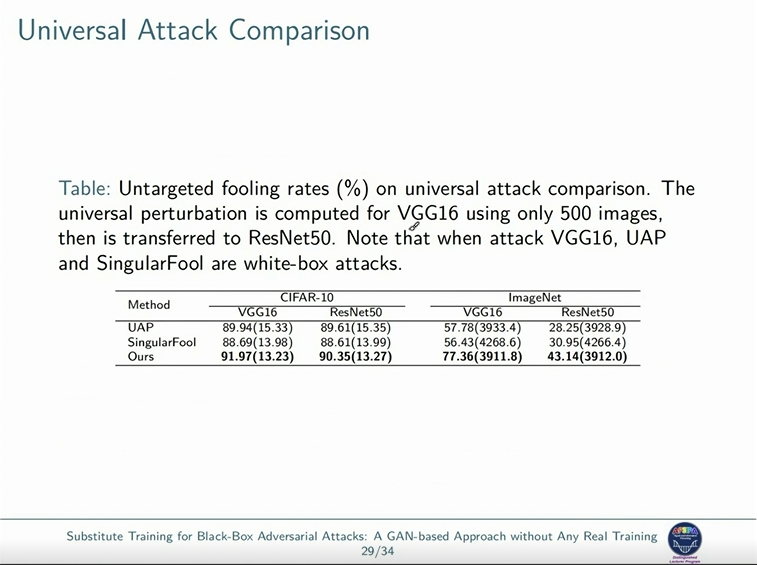 Universal Attack Comparison
Table: Untargeted fooling rates (%) on universal attack comparison. The
universal perturbation is computed for VGG16 using only 500 images,
then is transferred to ResNet50. Note that when attack VGG16, UAP
and SingularFool are white-box attacks.
Method CIFAR-10 ImageNet
VGG16 ResNet50 VGG16 ResNet50
UAP 89.94(15.33) 89.61(15.35) 57.78(3933.4) 28.25(3928.9)
SingularFool 88.69(13.98) 88.61(13.99) 56.43(4268.6) 30.95(4266.4)
Ours 91.97(13.23) 90.35(13.27) 77.36(3911.8) 43.14(3912.0)
Substitute Training for Black-Box Adversarial Attacks: A GAN-based Approach without Any Real Training
29/34
Distinguished
Lecturer Program